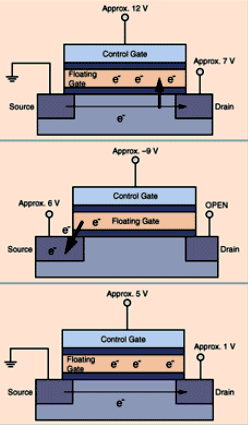 Approx. 12 V
Control Gate
Approx. 7 V
Floating Gate e- e- e-
Source
Drain
e-
Approx. –9 V
Control Gate
Approx. 6 V
OPEN
e- e- Floating Gate
Source e-
Drain
Approx. 5 V
Control Gate
Approx. 1 V
Floating Gate e- e- e-
Source
Drain
e-